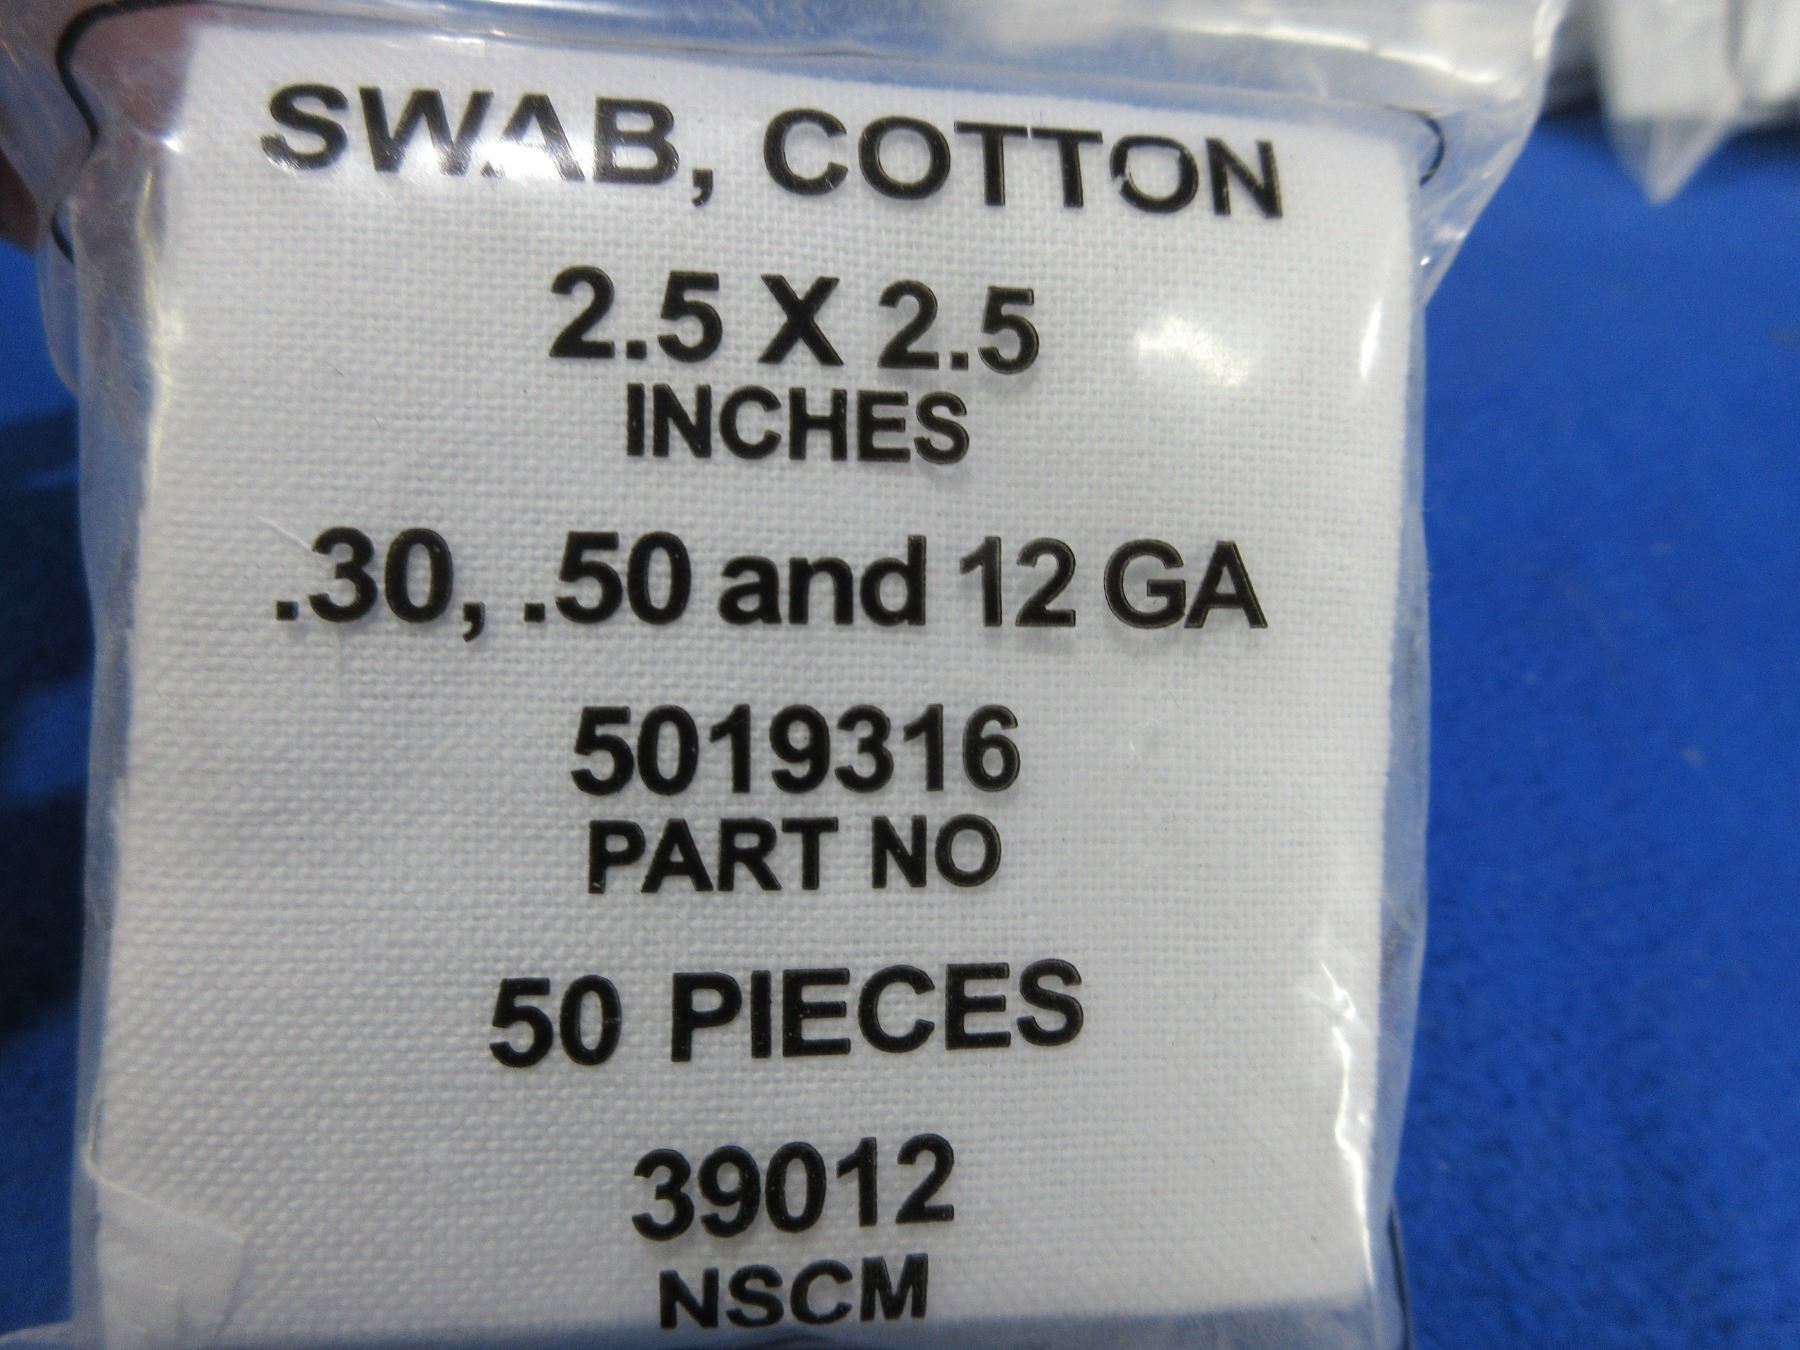 SWAB, COTTON
2.5 X 2.5
INCHES
.30, .50 and 12 GA
5019316
PART NO
50 PIECES
39012
NSCM